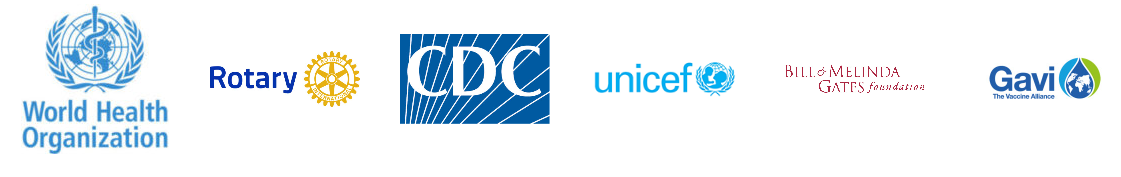 World Health
Organization
Rotary
CDC
unicef
BILL & MELINDA
GATES foundation
Gavi
The Vaccine Alliance